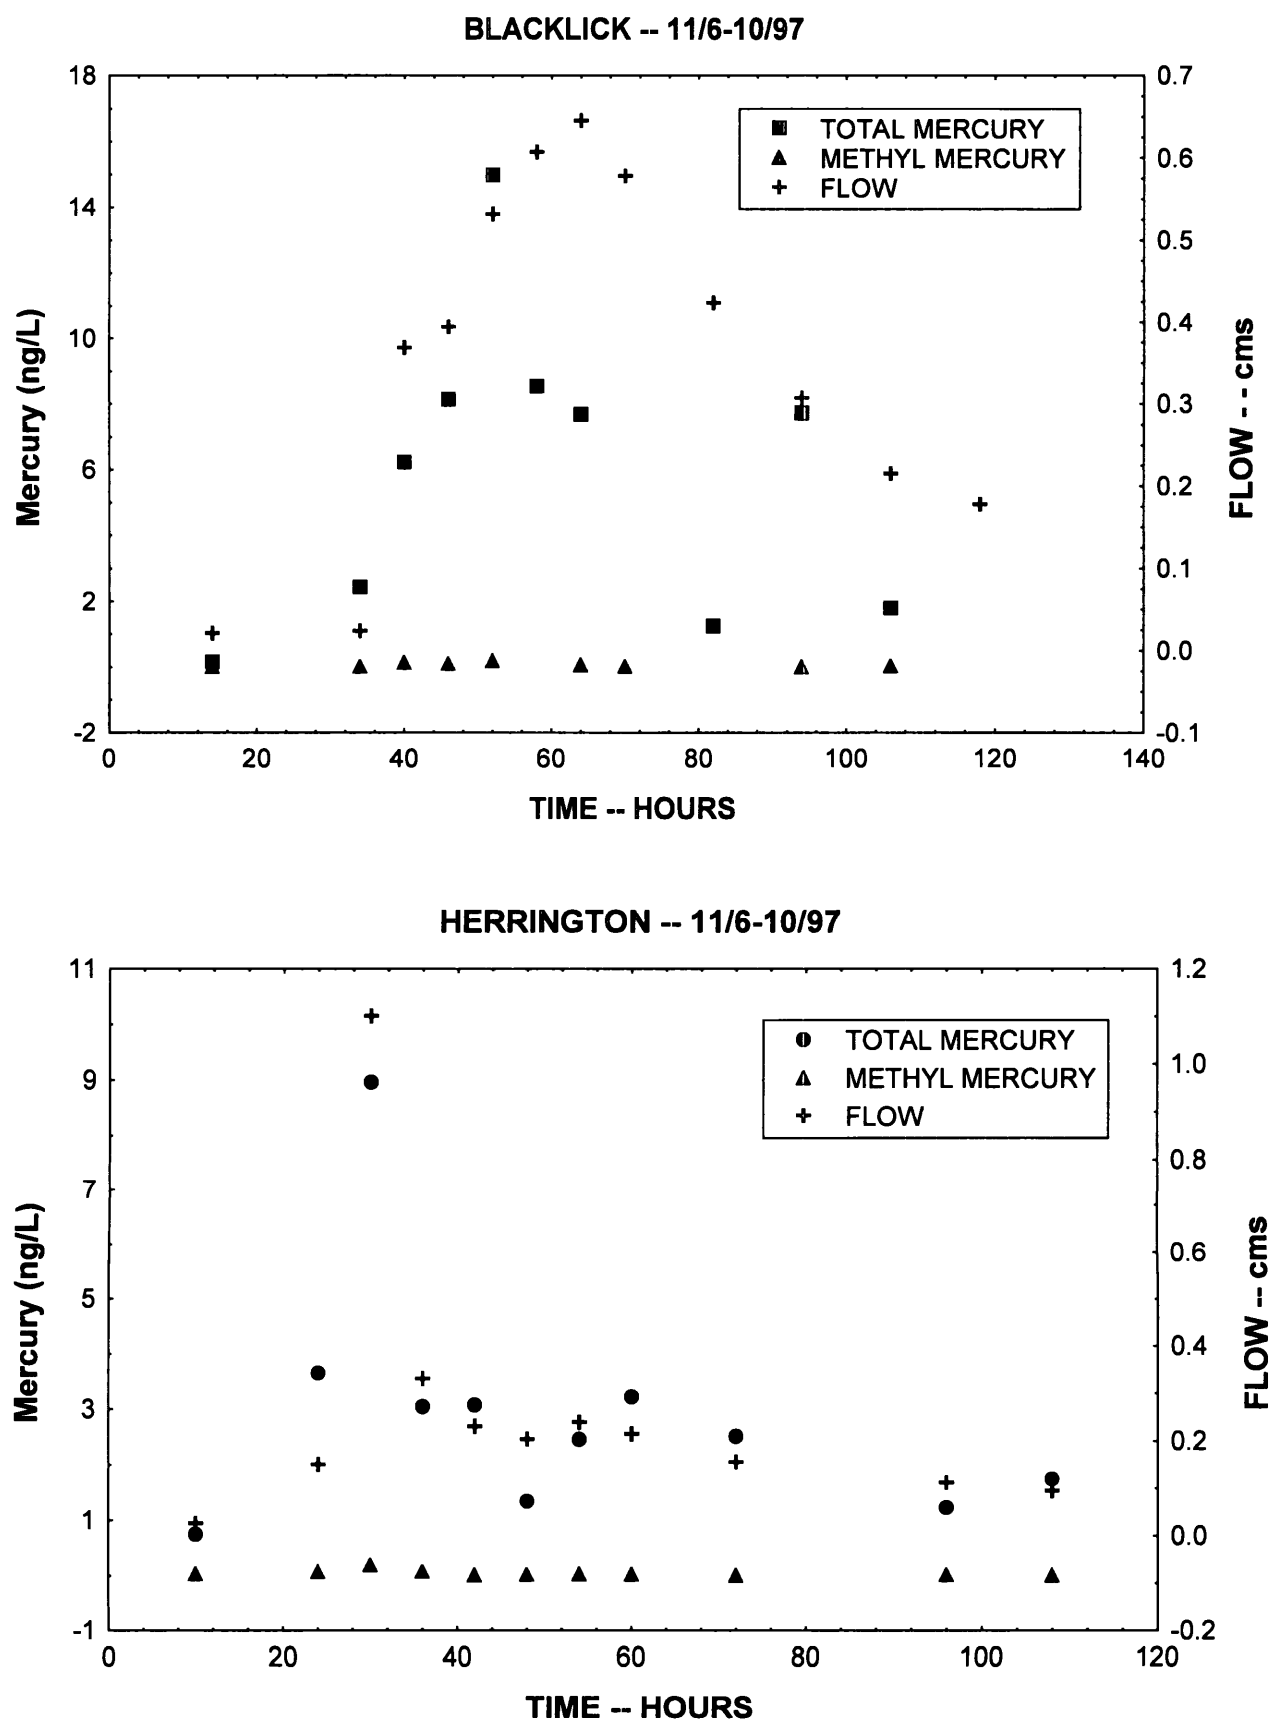 BLACKLICK -- 11/6-10/97
18
14
10
6
2
-2
Mercury (ng/L)
0.7
0.6
0.5
0.4
0.3
0.2
0.1
0.0
-0.1
FLOW - - cms
TOTAL MERCURY
METHYL MERCURY
FLOW
0 20 40 60 80 100 120 140
TIME -- HOURS
HERRINGTON -- 11/6-10/97
11
9
7
5
3
1
-1
Mercury (ng/L)
1.2
1.0
0.8
0.6
0.4
0.2
0.0
-0.2
FLOW -- cms
TOTAL MERCURY
METHYL MERCURY
FLOW
0 20 40 60 80 100 120
TIME -- HOURS